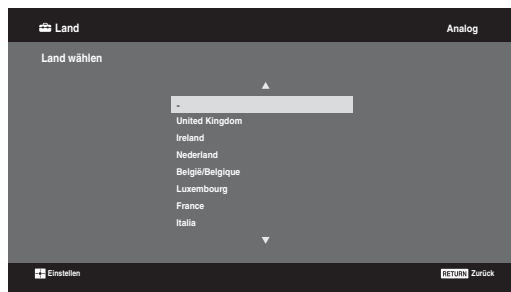 Land
Analog
Land wählen
-
United Kingdom
Ireland
Nederland
België/Belgique
Luxembourg
France
Italia
Einstellen
RETURN Zurück